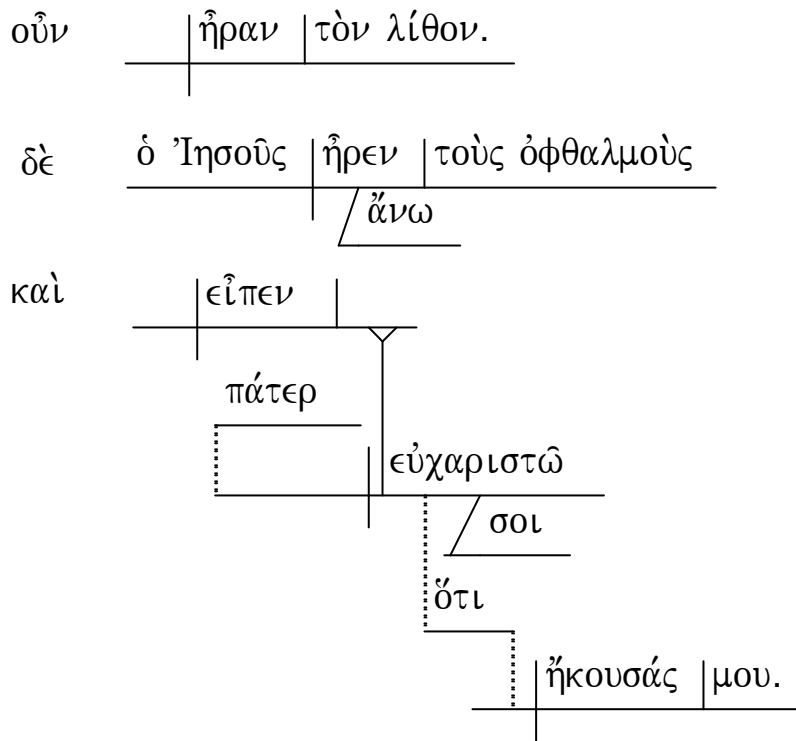 οὖν ἦραν τὸν λίθον.
δὲ ὁ Ἰησοῦς ἦρεν τοὺς ὀφθαλμοὺς
ἄνω
καὶ εἶπεν
πάτερ
εὐχαριστῶ
σοι
ὅτι
ἤκουσάς μου.